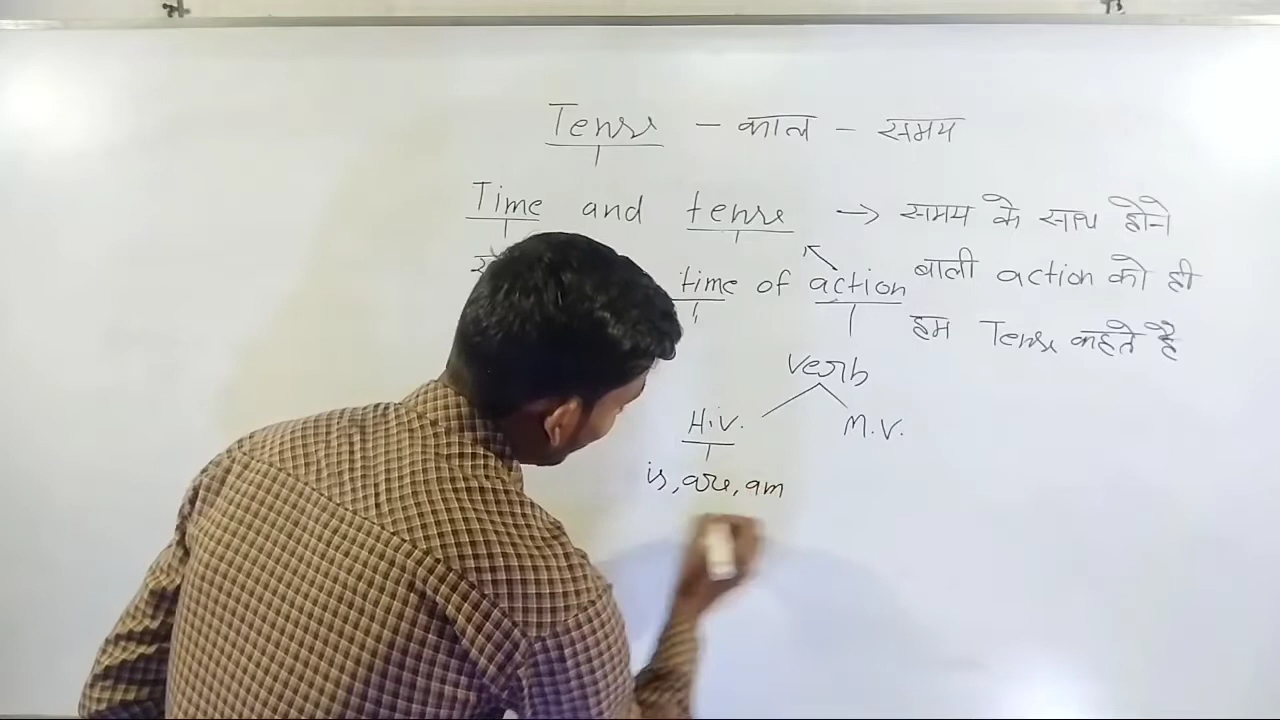 Tense - काल - समय
Time and tense → समय के साथ होने
time of action वाली action को ही
हम Tense कहते है
Verb
H.V. M.V.
is, are, am